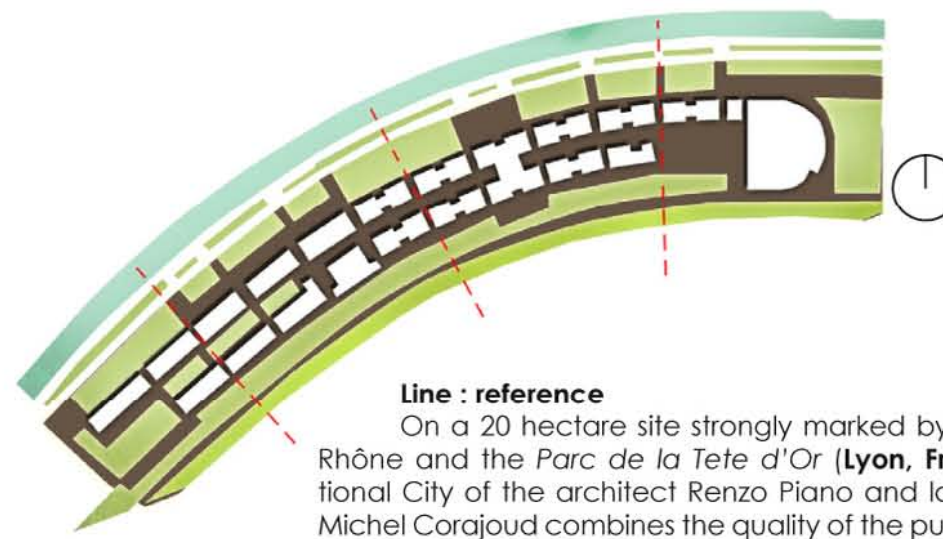 Line : reference
On a 20 hectare site strongly marked by
Rhône and the Parc de la Tete d'Or (Lyon, Fr
tional City of the architect Renzo Piano and la
Michel Corajoud combines the quality of the pu